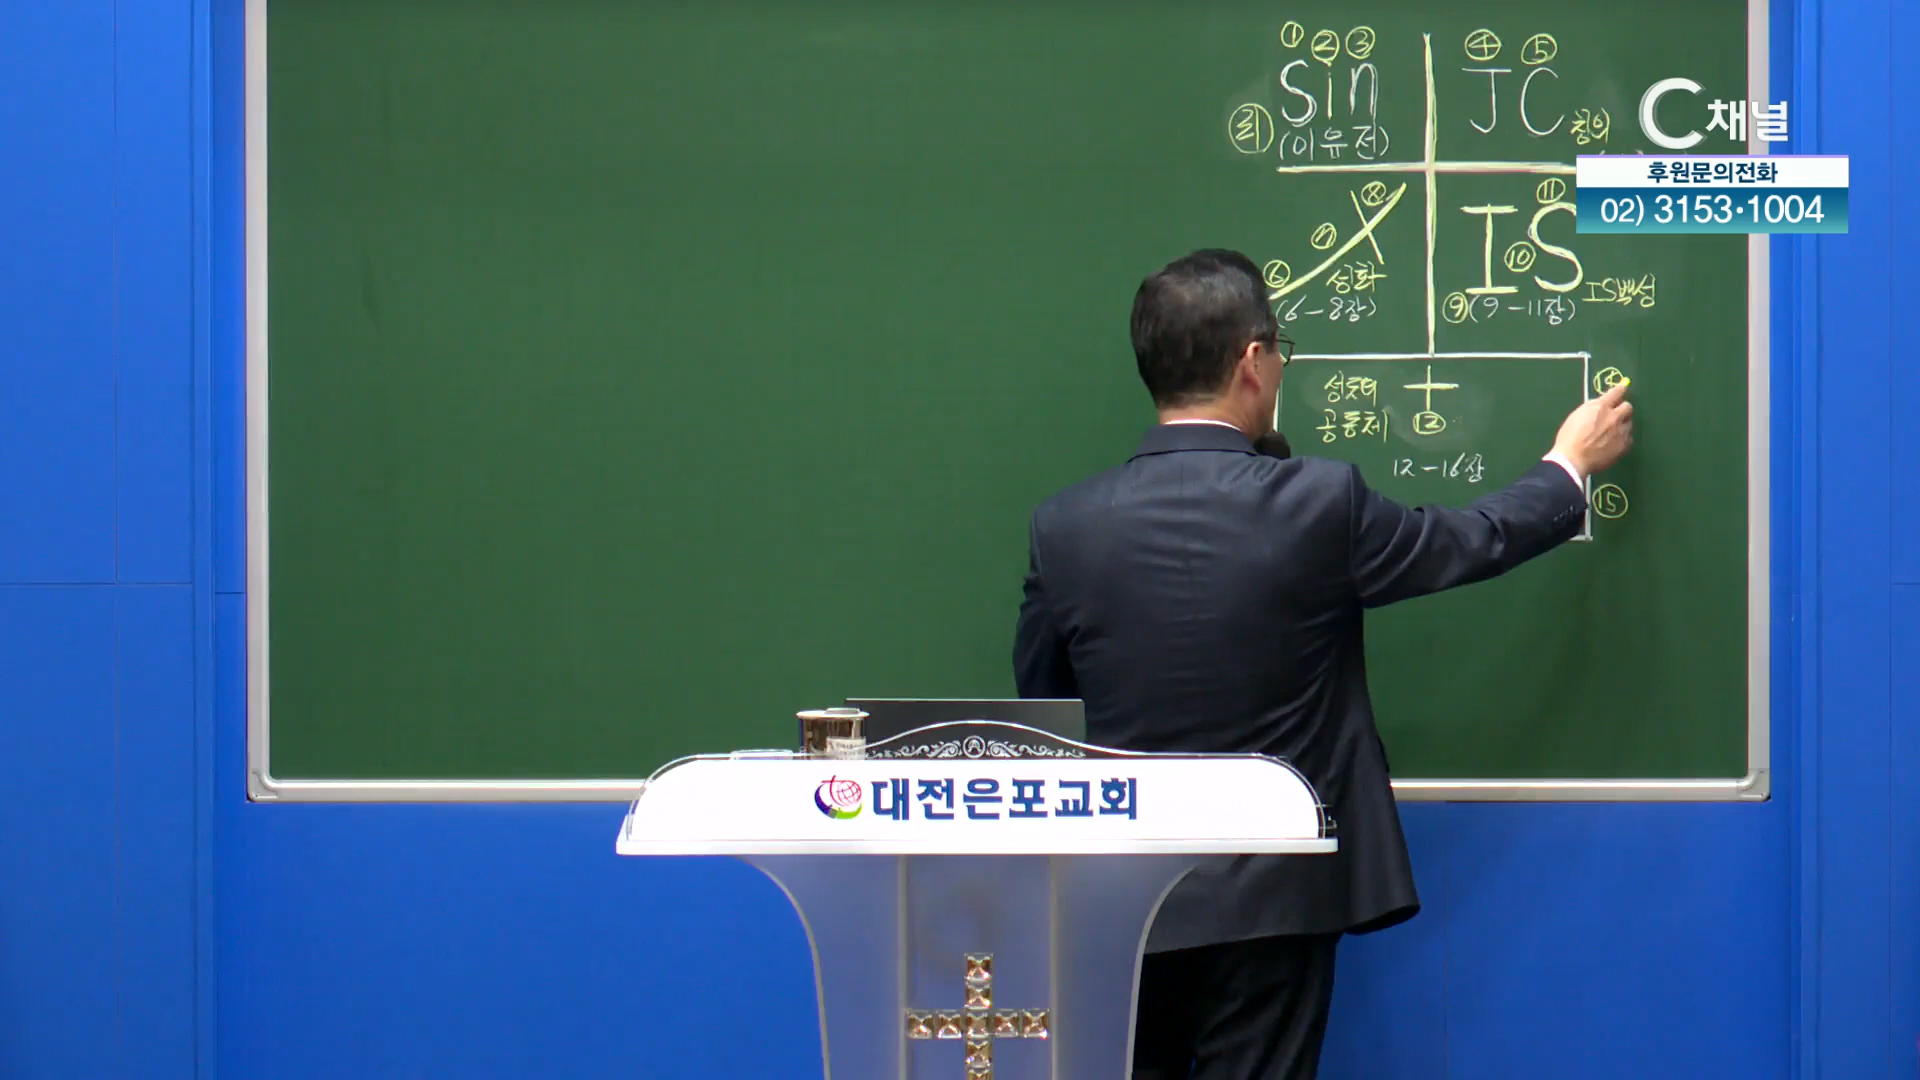 ① ② ③ ④ ⑤
Sin JC
칭의
(이유전)
C채널
후원문의전화
02) 3153·1004
⑧ ⑪
⑦ X IS
⑩
⑥ 성화 IS백성
(6-8장) ⑨(9-11장)
성도의
공동체 ⑫
12-16장
⑮
대전은포교회